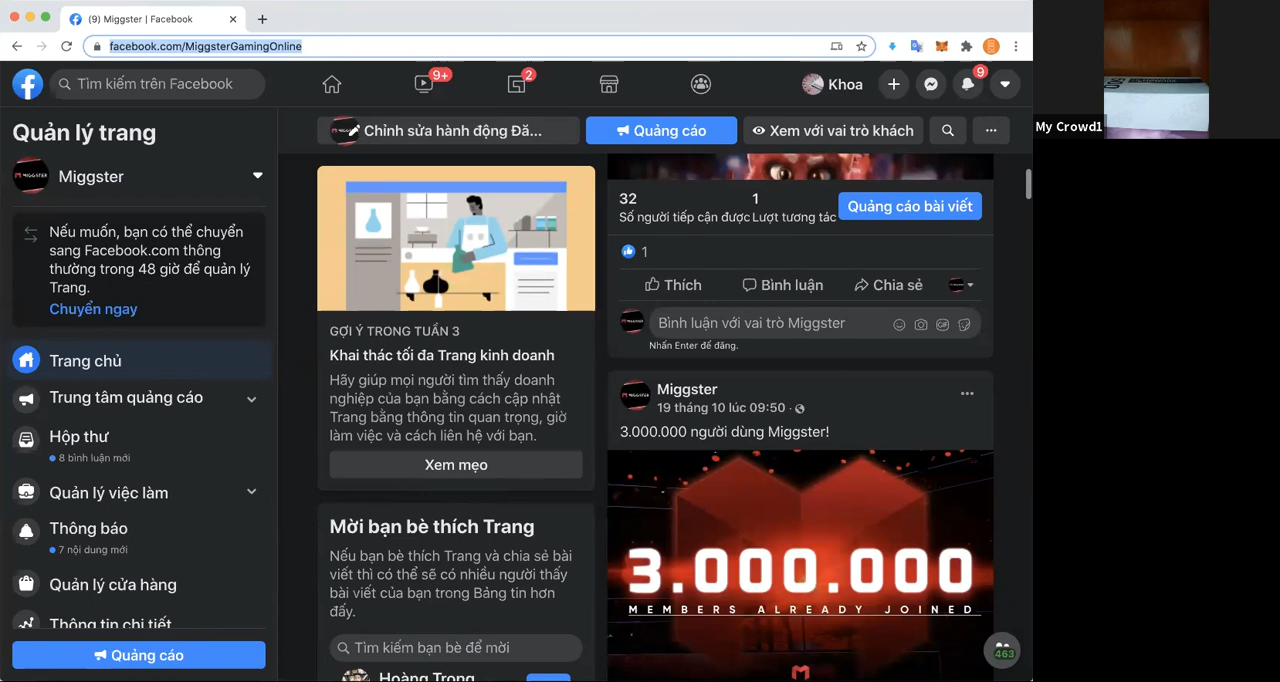 (9) Miggster | Facebook
facebook.com/MiggsterGamingOnline
Tìm kiếm trên Facebook
9+
2
Khoa
9
My Crowd1
Quản lý trang
Miggster
Nếu muốn, bạn có thể chuyển
sang Facebook.com thông
thường trong 48 giờ để quản lý
Trang.
Chuyển ngay
Trang chủ
Trung tâm quảng cáo
Hộp thư
8 bình luận mới
Quản lý việc làm
Thông báo
7 nội dung mới
Quản lý cửa hàng
Thông tin chi tiết
Quảng cáo
Chỉnh sửa hành động Đă...
Quảng cáo
Xem với vai trò khách
GỢI Ý TRONG TUẦN 3
Khai thác tối đa Trang kinh doanh
Hãy giúp mọi người tìm thấy doanh
nghiệp của bạn bằng cách cập nhật
Trang bằng thông tin quan trọng, giờ
làm việc và cách liên hệ với bạn.
Xem mẹo
Mời bạn bè thích Trang
Nếu bạn bè thích Trang và chia sẻ bài
viết thì có thể sẽ có nhiều người thấy
bài viết của bạn trong Bảng tin hơn
đấy.
Tìm kiếm bạn bè để mời
Hoàng Trọng
32
Số người tiếp cận được
1
Lượt tương tác
Quảng cáo bài viết
1
Thích
Bình luận
Chia sẻ
Bình luận với vai trò Miggster
Nhấn Enter để đăng.
Miggster
19 tháng 10 lúc 09:50
3.000.000 người dùng Miggster!
3.000.000
MEMBERS ALREADY JOINED
463